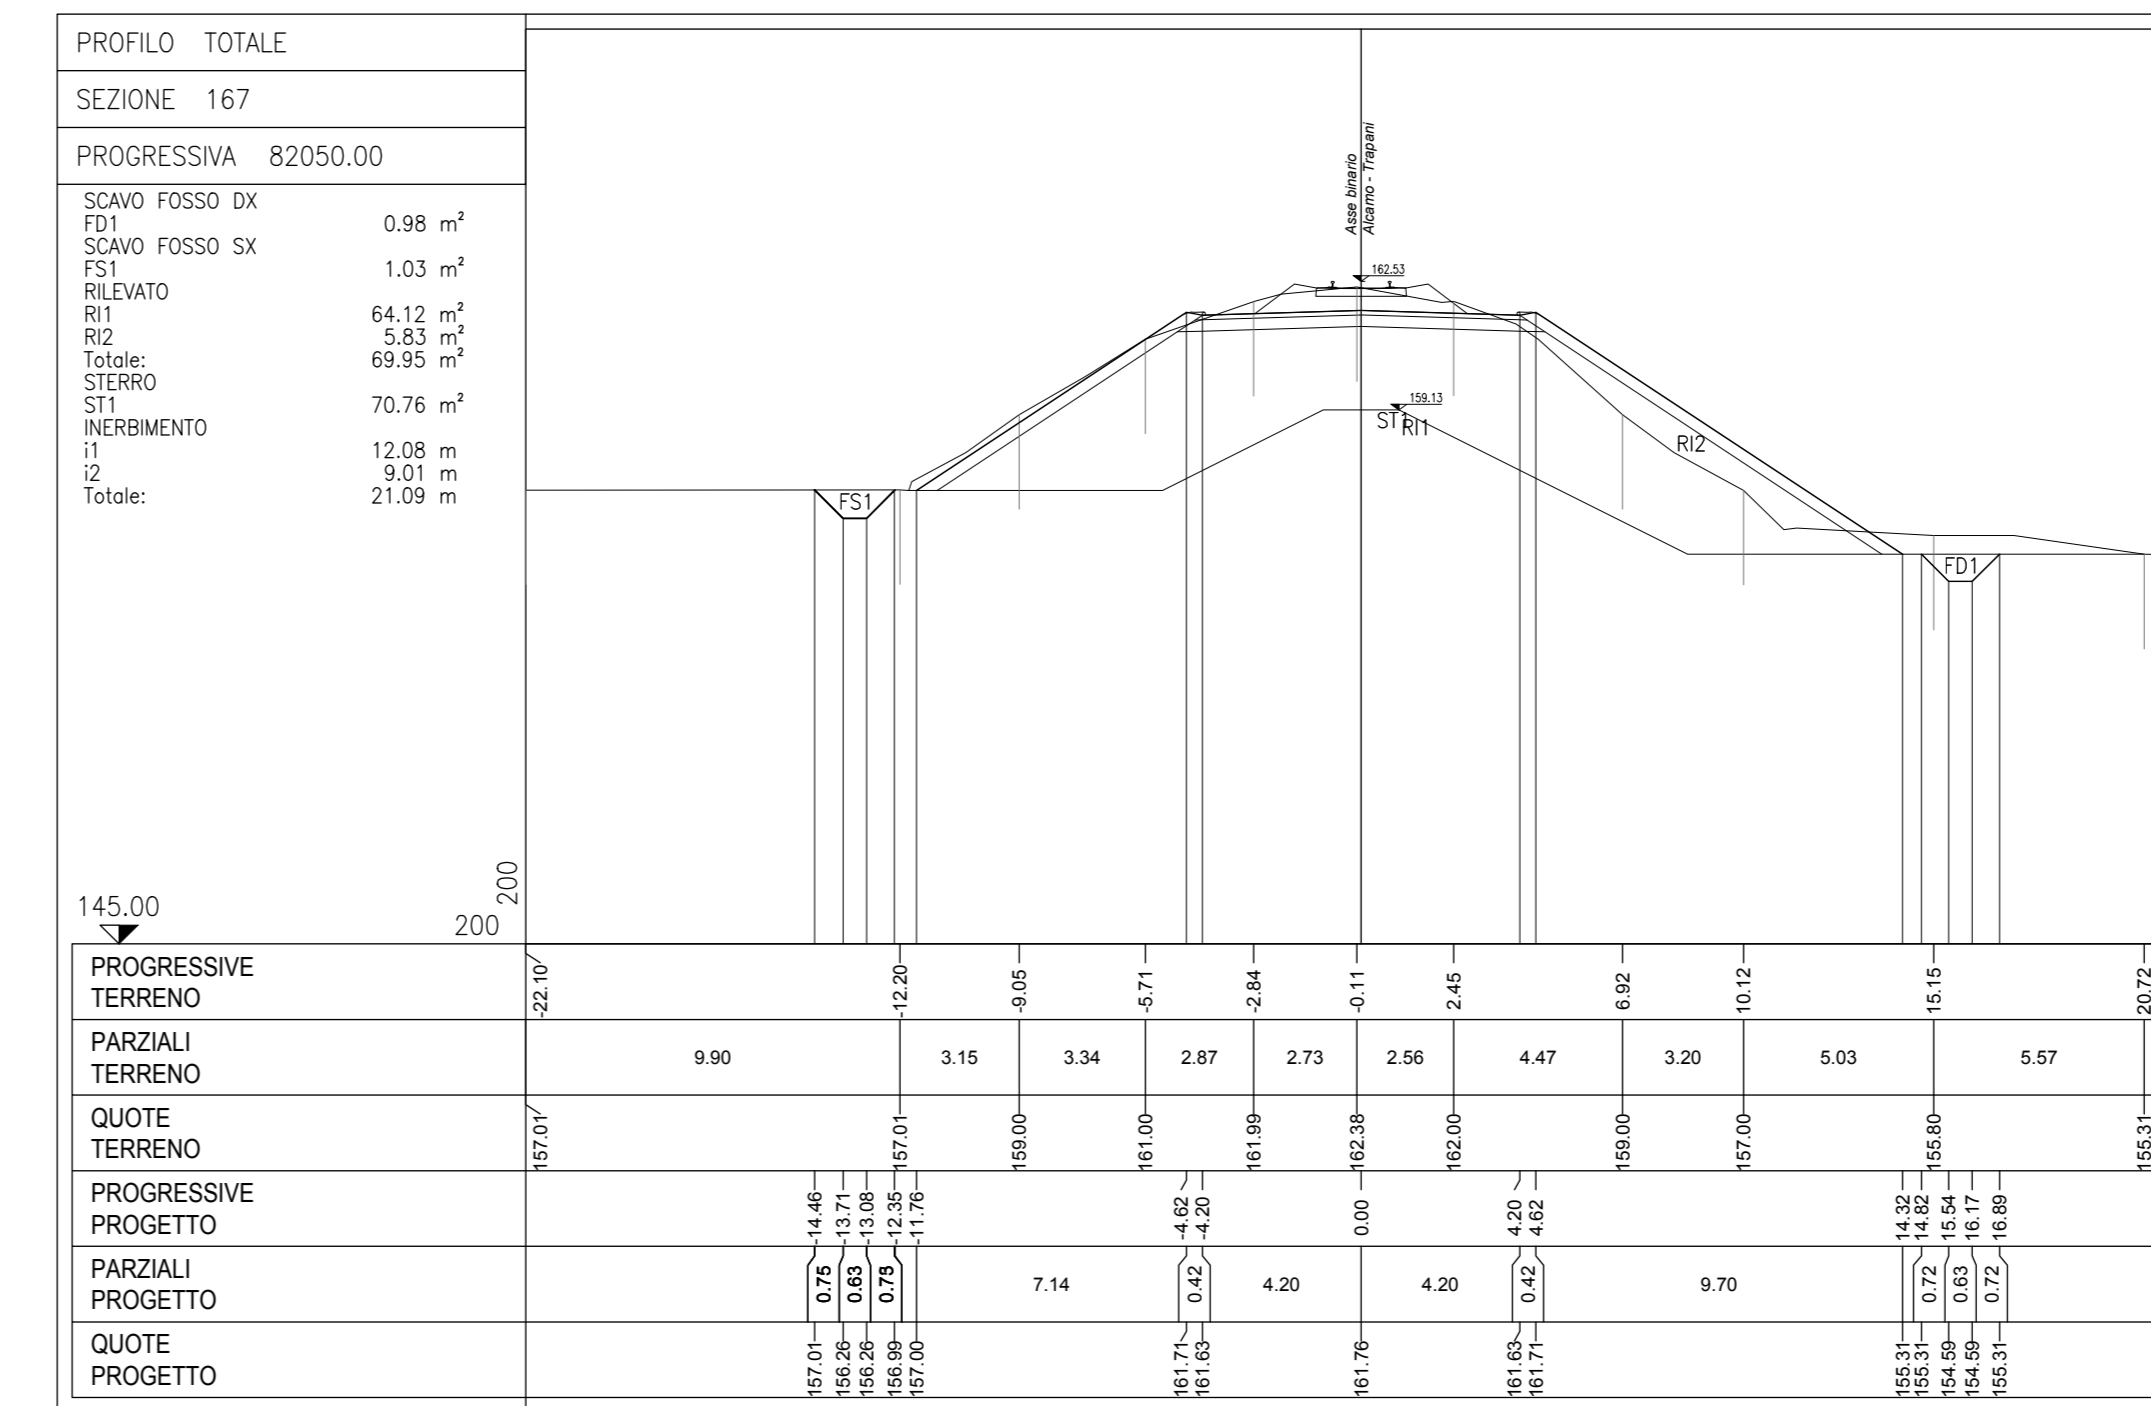 PROFILO TOTALE
SEZIONE 167
PROGRESSIVA 82050.00
SCAVO FOSSO DX
FD1 0.98 m²
SCAVO FOSSO SX
FS1 1.03 m²
RILEVATO
RI1 64.12 m²
RI2 5.83 m²
Totale: 69.95 m²
STERRO
ST1 70.76 m²
INERBIMENTO
i1 12.08 m
i2 9.01 m
Totale: 21.09 m
Asse binario
Alcamo - Trapani
162.53
159.13
ST1
RI1
RI2
FS1
FD1
200
145.00
200
PROGRESSIVE
TERRENO
-22.10 -12.20 -9.05 -5.71 -2.84 -0.11 2.45 6.92 10.12 15.15 20.72
PARZIALI
TERRENO
9.90 3.15 3.34 2.87 2.73 2.56 4.47 3.20 5.03 5.57
QUOTE
TERRENO
157.01 157.01 159.00 161.00 161.99 162.38 162.00 159.00 157.00 155.80 155.31
PROGRESSIVE
PROGETTO
-14.46 -13.71 -13.08 -12.35 -11.76 -4.62 -4.20 0.00 4.20 4.62 14.32 14.82 15.54 16.17 16.89
PARZIALI
PROGETTO
0.75 0.63 7.14 0.42 4.20 4.20 0.42 9.70 0.72 0.63 0.72
QUOTE
PROGETTO
157.01 156.26 156.26 156.99 157.00 161.71 161.63 161.76 161.63 161.71 155.31 155.31 154.59 154.59 155.31